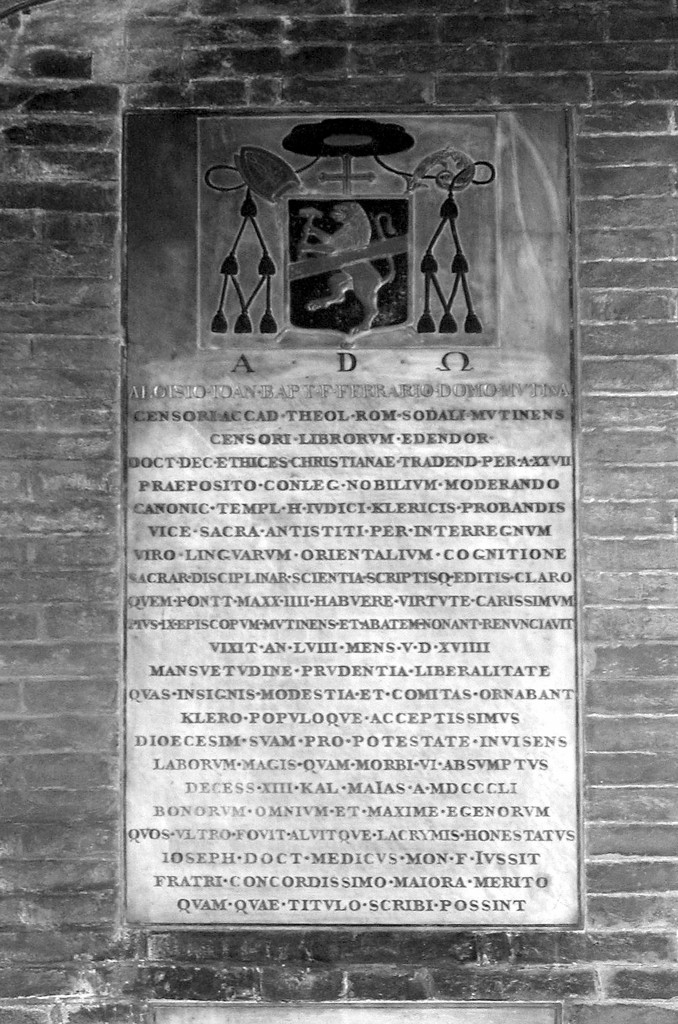 A · D · Ω
ALOISIO·IOAN·BAPT·F·FERRARIO·DOMO·MVTINA
CENSORI·ACCAD·THEOL·ROM·SODALI·MVTINENS
CENSORI·LIBRORVM·EDENDOR·
DOCT·DEC·ETHICES·CHRISTIANAE·TRADEND·PER·A·XXVII
PRAEPOSITO·CONLEG·NOBILIVM·MODERANDO
CANONIC·TEMPL·H·IVDICI·KLERICIS·PROBANDIS
VICE·SACRA·ANTISTITI·PER·INTERREGNVM
VIRO·LINGVARVM·ORIENTALIVM·COGNITIONE
SACRAR·DISCIPLINAR·SCIENTIA·SCRIPTISQ·EDITIS·CLARO
QVEM·PONTT·MAXX·IIII·HABVERE·VIRTVTE·CARISSIMVM
PIVS·IX·EPISCOPVM·MVTINENS·ET·ABATEM·NONANT·RENVNCIAVIT
VIXIT·AN·LVIII·MENS·V·D·XVIIII
MANSVETVDINE·PRVDENTIA·LIBERALITATE
QVAS·INSIGNIS·MODESTIA·ET·COMITAS·ORNABANT
KLERO·POPVLOQVE·ACCEPTISSIMVS
DIOECESIM·SVAM·PRO·POTESTATE·INVISENS
LABORVM·MAGIS·QVAM·MORBI·VI·ABSVMPTVS
DECESS·XIII·KAL·MAIAS·A·MDCCCLI
BONORVM·OMNIVM·ET·MAXIME·EGENORVM
QVOS·VLTRO·FOVIT·ALVITQVE·LACRYMIS·HONESTATVS
IOSEPH·DOCT·MEDICVS·MON·F·IVSSIT
FRATRI·CONCORDISSIMO·MAIORA·MERITO
QVAM·QVAE·TITVLO·SCRIBI·POSSINT